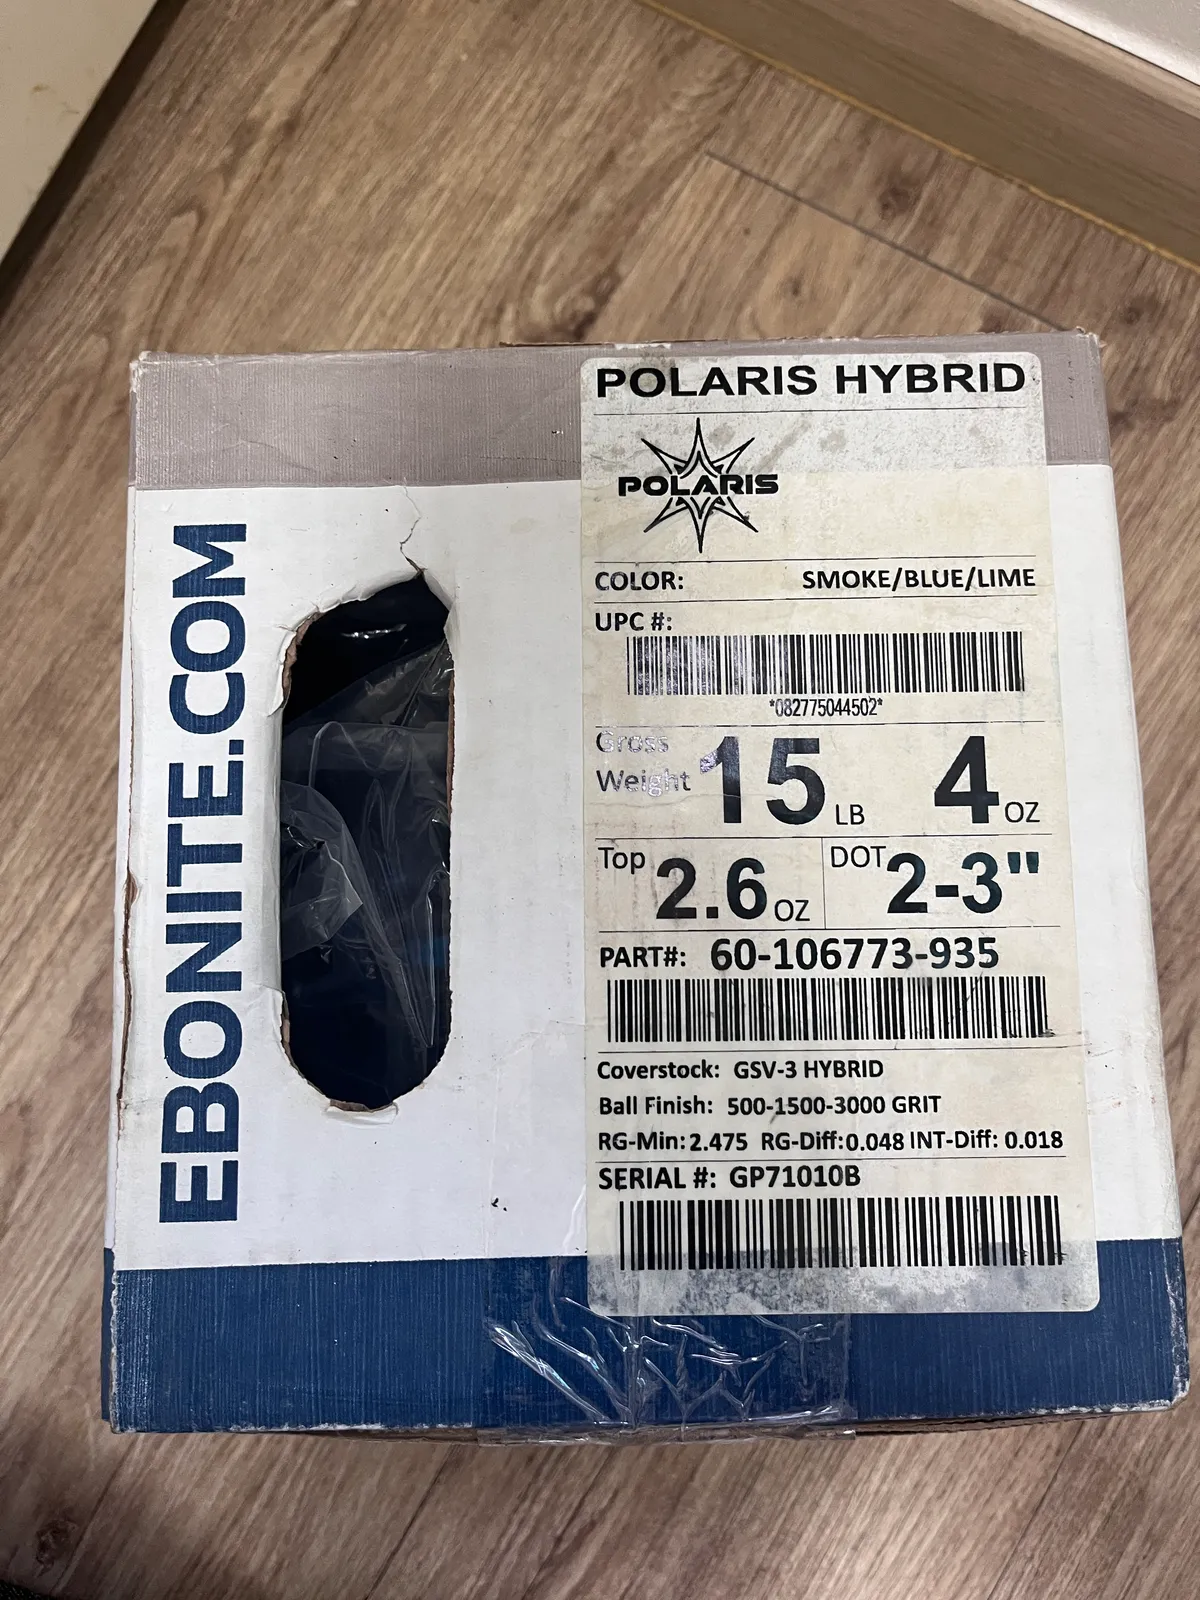 EBONITE.COM
POLARIS HYBRID
POLARIS
COLOR: SMOKE/BLUE/LIME
UPC #:
*082775044502*
Gross
Weight 15 LB 4 OZ
Top 2.6 OZ DOT 2-3"
PART#: 60-106773-935
Coverstock: GSV-3 HYBRID
Ball Finish: 500-1500-3000 GRIT
RG-Min: 2.475 RG-Diff: 0.048 INT-Diff: 0.018
SERIAL #: GP71010B